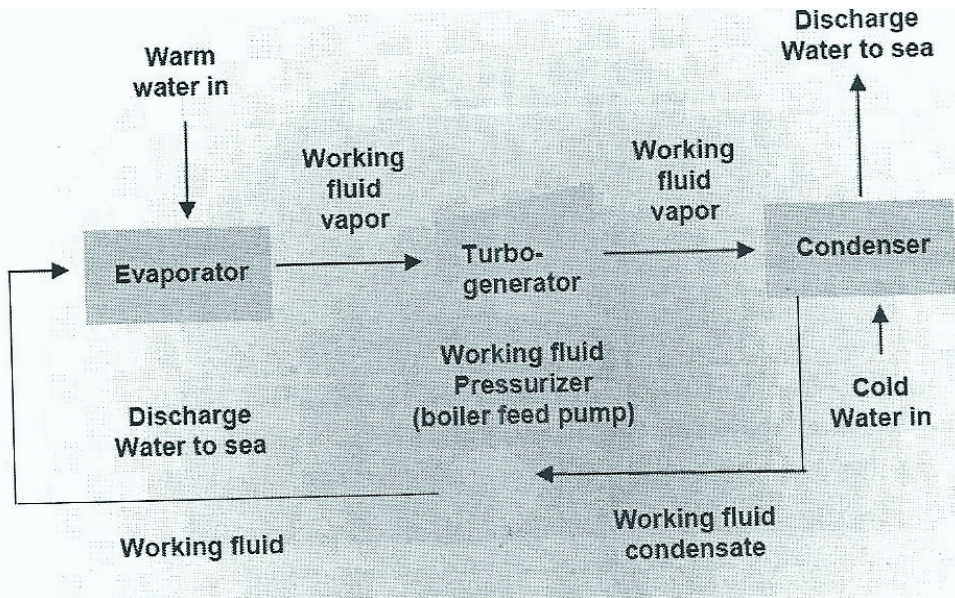 Discharge
Water to sea
Warm
water in
Working
fluid
vapor
Working
fluid
vapor
Evaporator
Turbo-
generator
Condenser
Working fluid
Pressurizer
(boiler feed pump)
Cold
Water in
Discharge
Water to sea
Working fluid
condensate
Working fluid